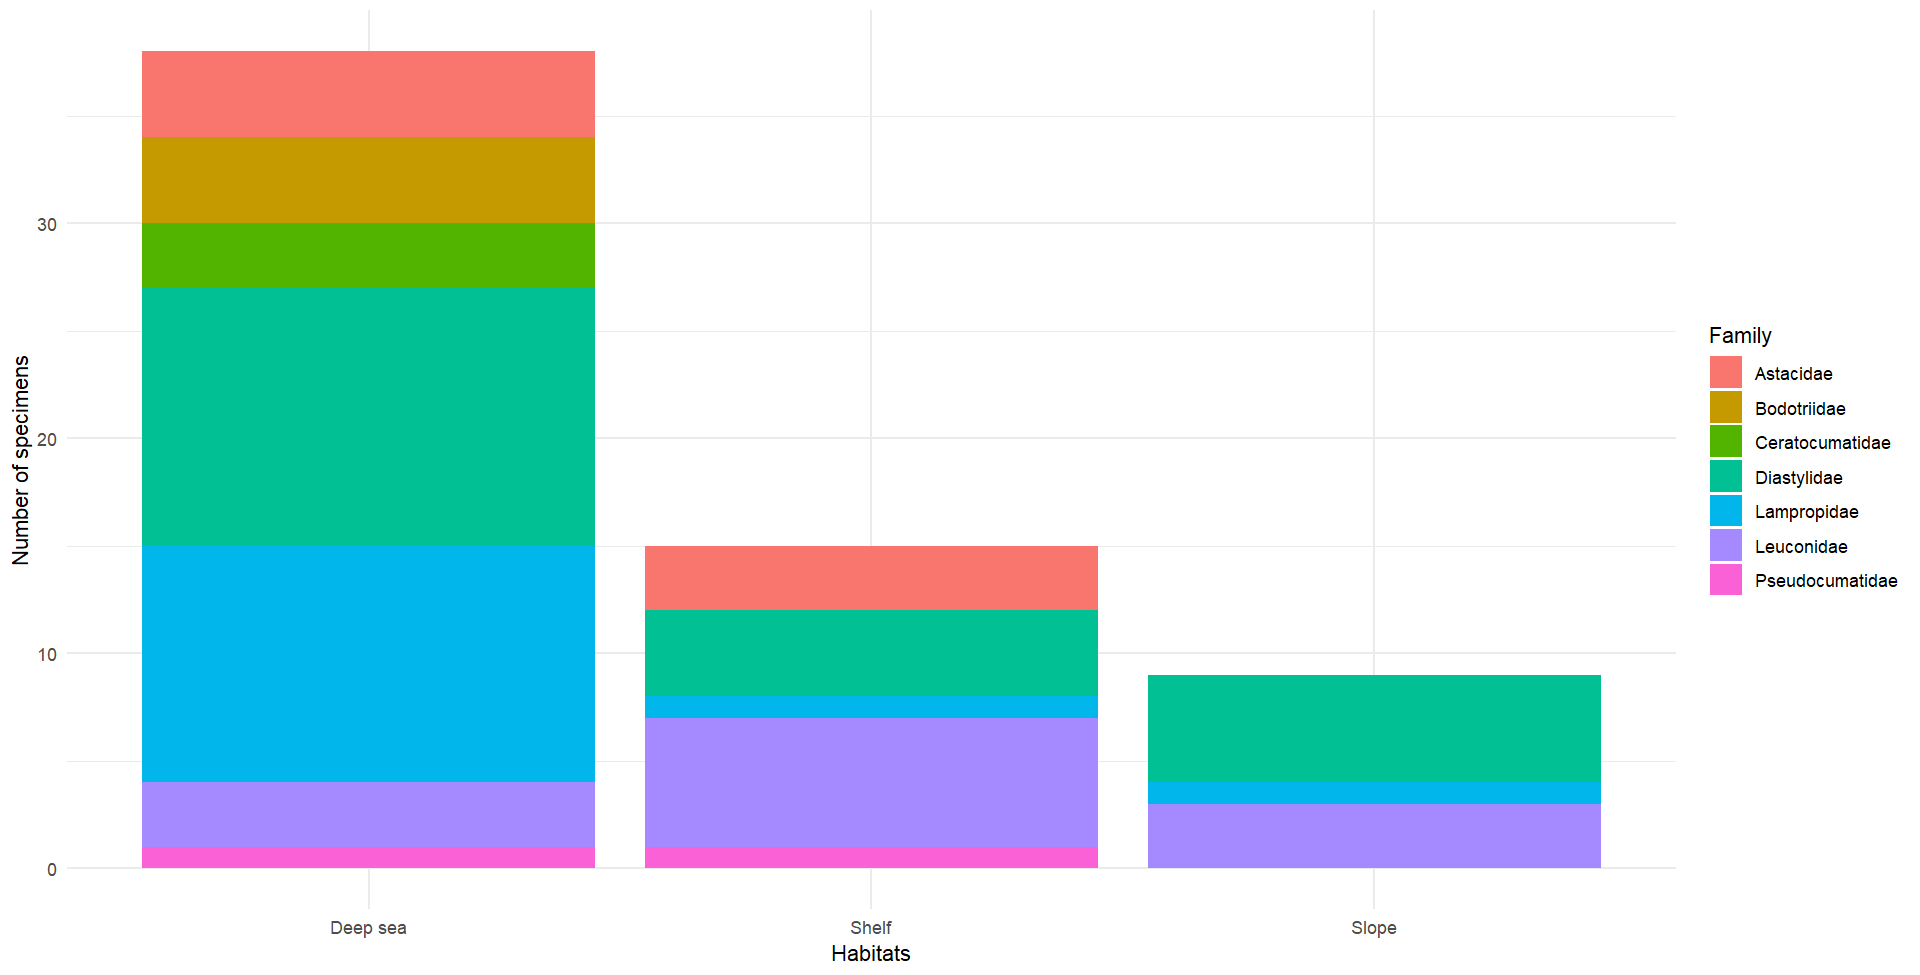 Number of specimens
30
20
10
0
Deep sea
Shelf
Slope
Habitats
Family
Astacidae
Bodotriidae
Ceratocumatidae
Diastylidae
Lampropidae
Leuconidae
Pseudocumatidae